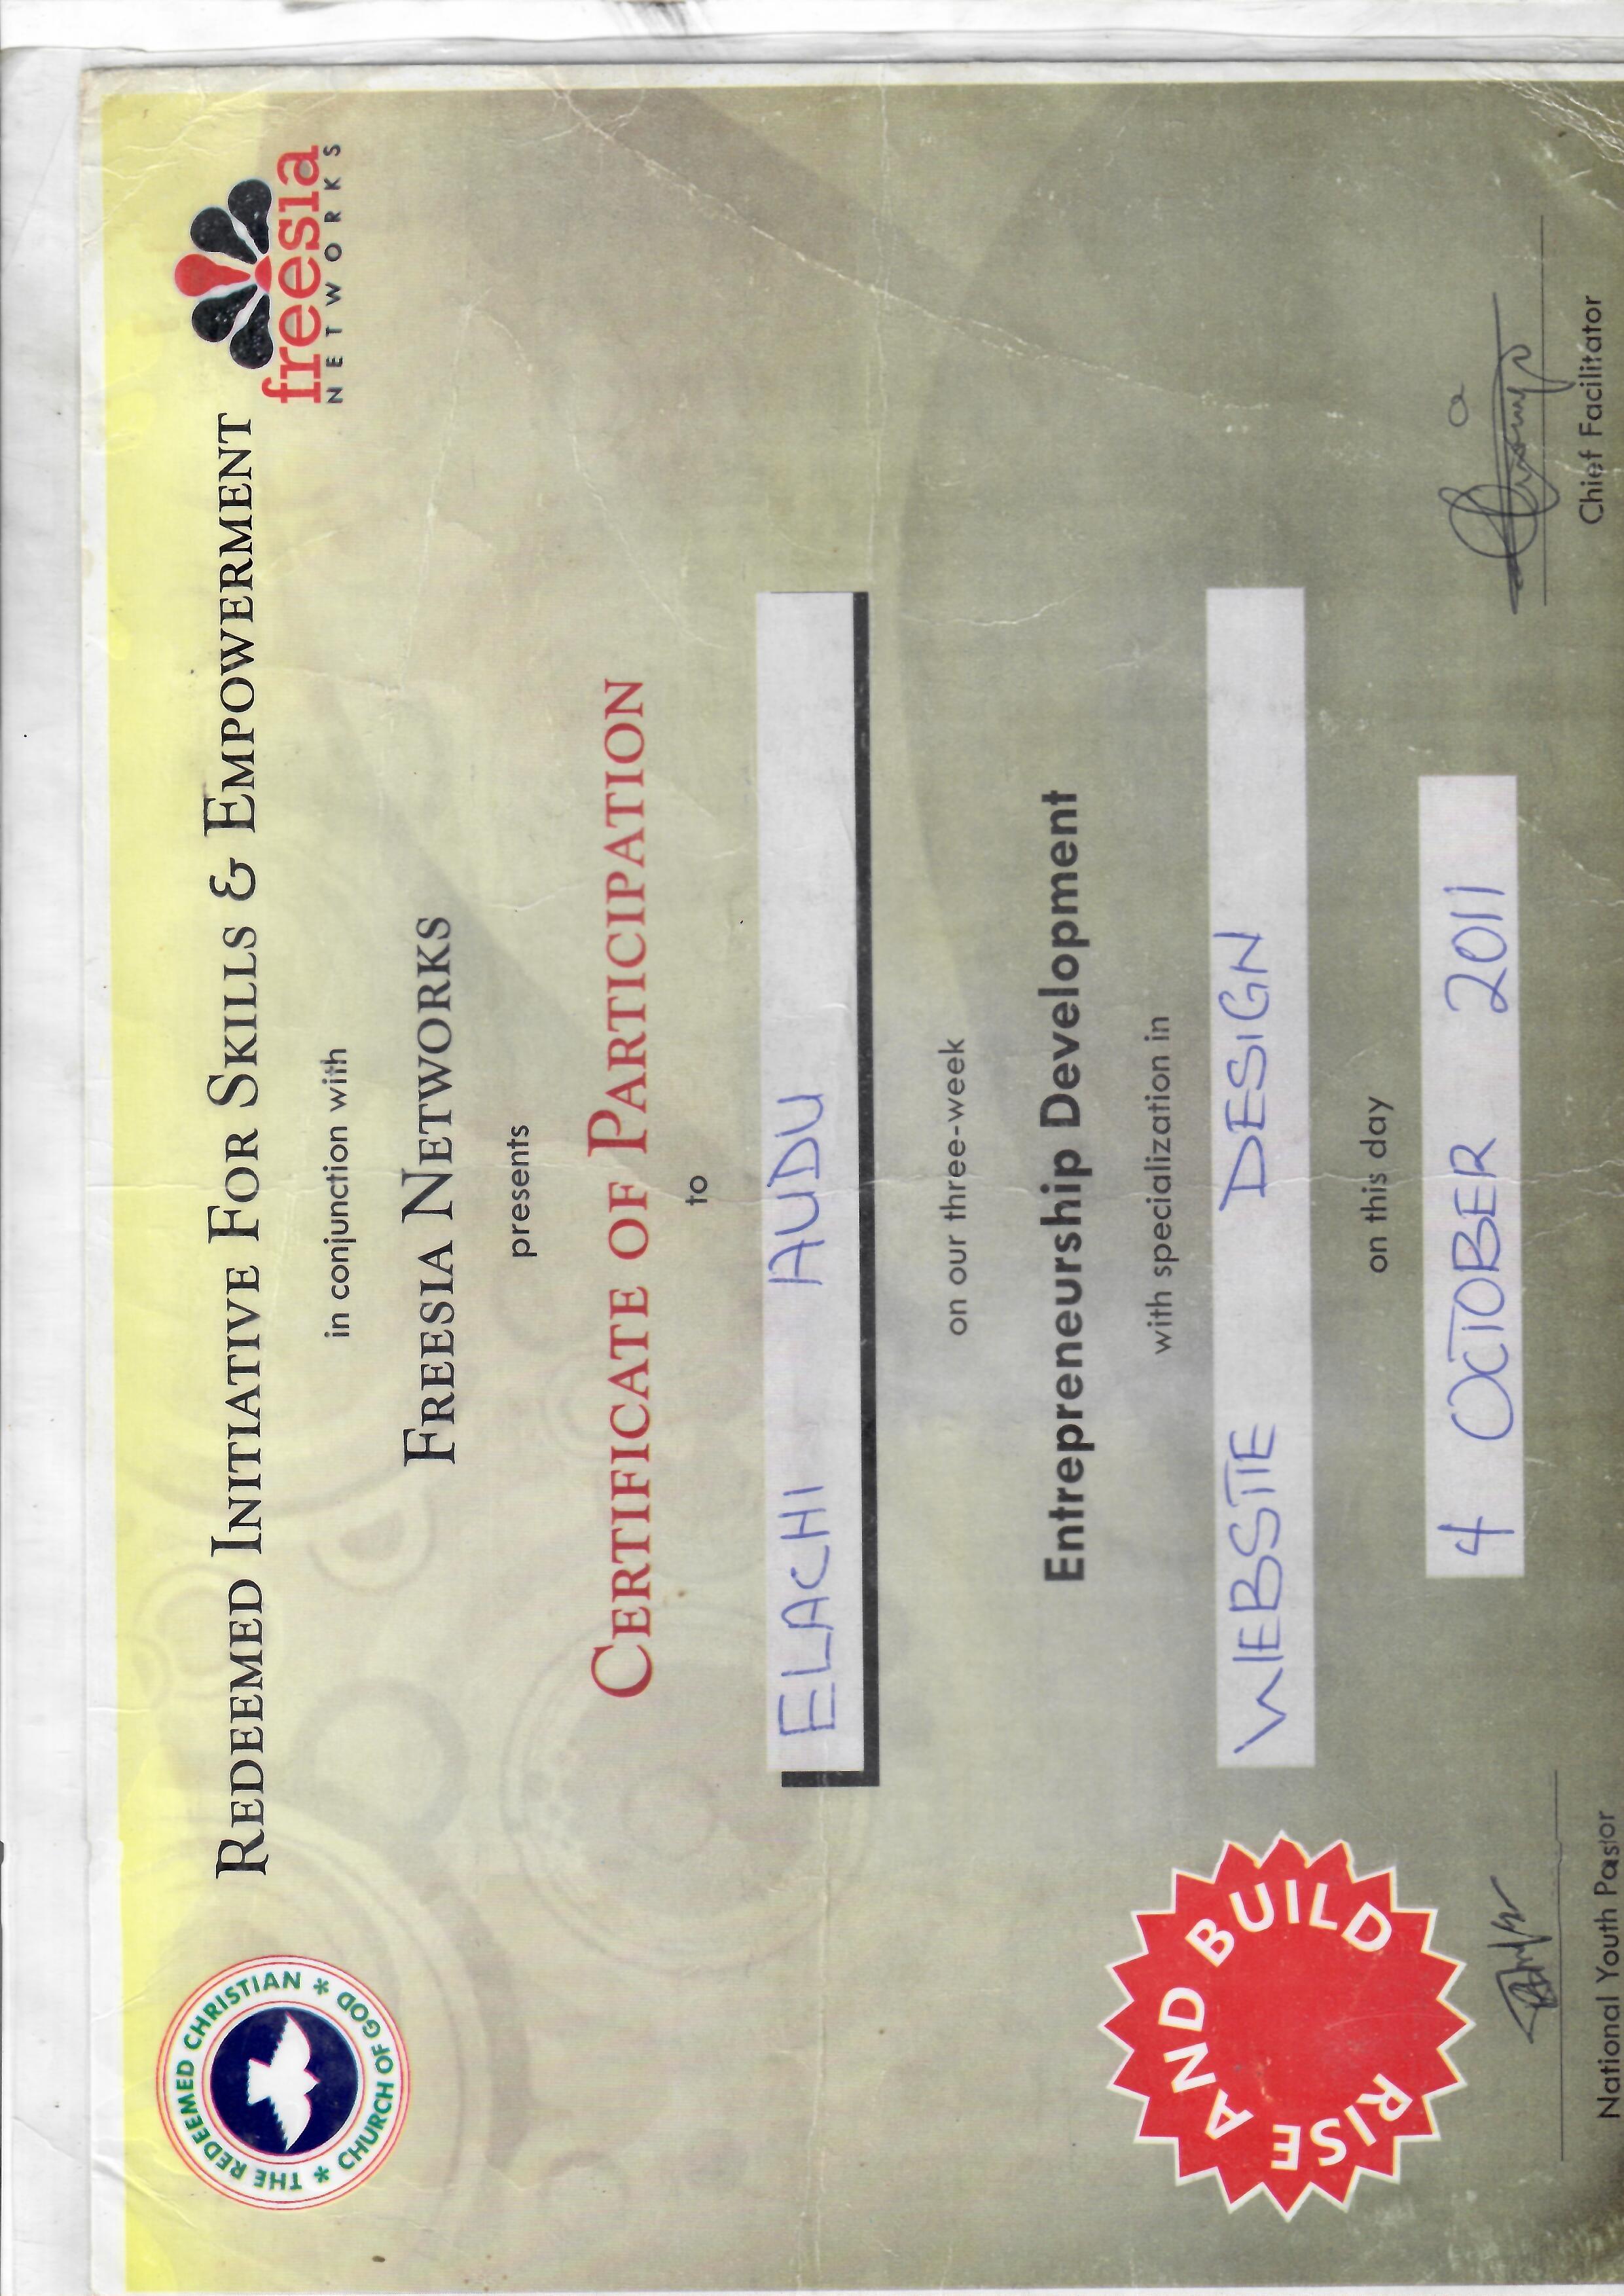 THE REDEEMED CHRISTIAN * CHURCH OF GOD *
freesia
NETWORKS
REDEEMED INITIATIVE FOR SKILLS & EMPOWERMENT
in conjunction with
FREESIA NETWORKS
presents
CERTIFICATE OF PARTICIPATION
to
ELACHI AUDU
on our three-week
Entrepreneurship Development
with specialization in
WEBSTIE DESIGN
on this day
4 OCTOBER 2011
RISE AND BUILD
National Youth Pastor
Chief Facilitator